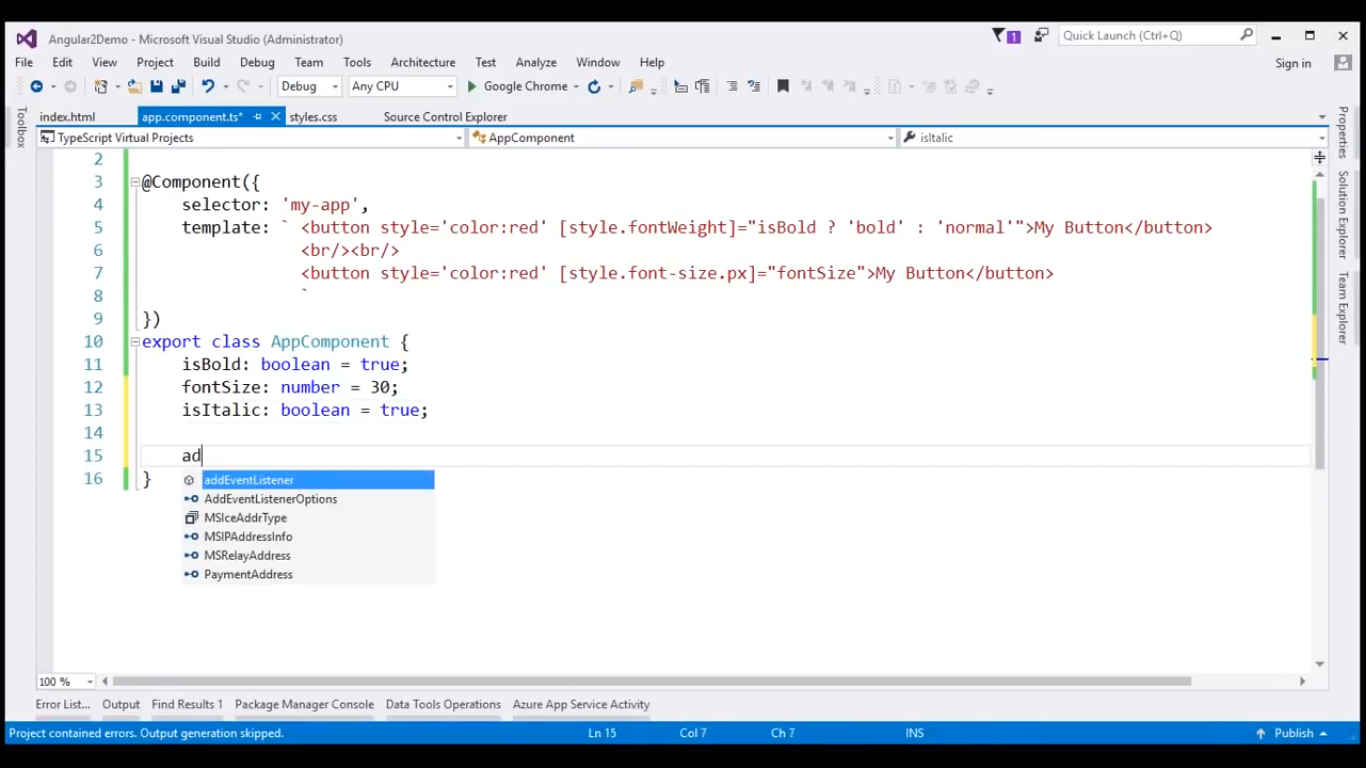 Angular2Demo - Microsoft Visual Studio (Administrator)
1
Quick Launch (Ctrl+Q)
File Edit View Project Build Debug Team Tools Architecture Test Analyze Window Help
Sign in
Debug Any CPU Google Chrome
index.html app.component.ts* styles.css Source Control Explorer
TypeScript Virtual Projects AppComponent isItalic
Toolbox
Properties
Solution Explorer
Team Explorer
2
3 @Component({
4 selector: 'my-app',
5 template: ` <button style='color:red' [style.fontWeight]="isBold ? 'bold' : 'normal'">My Button</button>
6 <br/><br/>
7 <button style='color:red' [style.font-size.px]="fontSize">My Button</button>
8 `
9 })
10 export class AppComponent {
11 isBold: boolean = true;
12 fontSize: number = 30;
13 isItalic: boolean = true;
14
15 ad
16 }
addEventListener
AddEventListenerOptions
MSIceAddrType
MSIPAddressInfo
MSRelayAddress
PaymentAddress
100 %
Error List... Output Find Results 1 Package Manager Console Data Tools Operations Azure App Service Activity
Project contained errors. Output generation skipped. Ln 15 Col 7 Ch 7 INS Publish